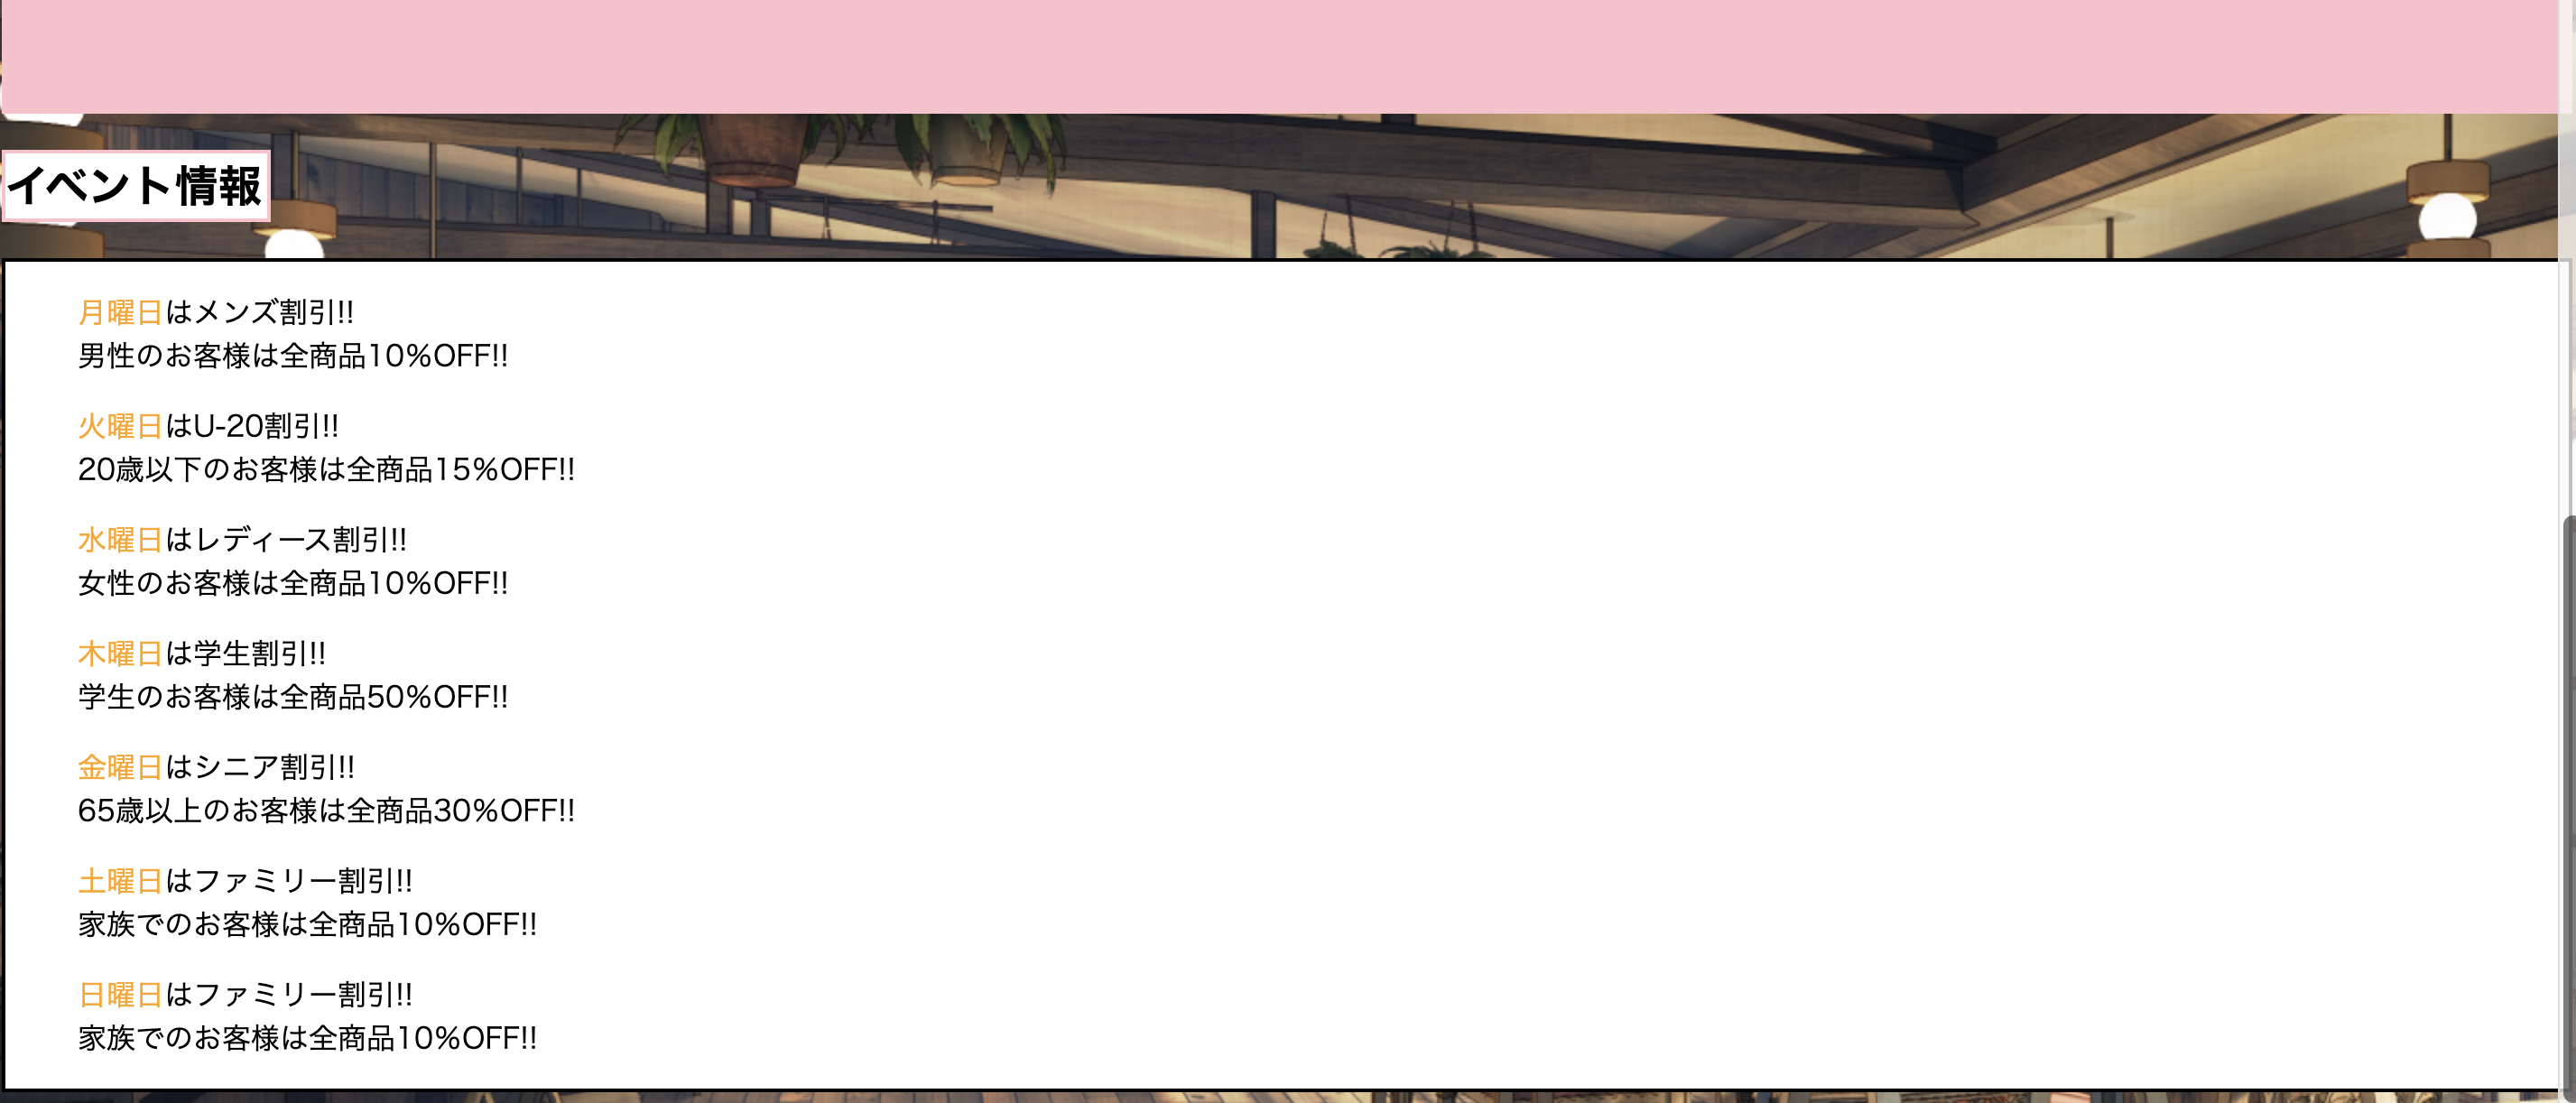 イベント情報
月曜日はメンズ割引!!
男性のお客様は全商品10%OFF!!
火曜日はU-20割引!!
20歳以下のお客様は全商品15%OFF!!
水曜日はレディース割引!!
女性のお客様は全商品10%OFF!!
木曜日は学生割引!!
学生のお客様は全商品50%OFF!!
金曜日はシニア割引!!
65歳以上のお客様は全商品30%OFF!!
土曜日はファミリー割引!!
家族でのお客様は全商品10%OFF!!
日曜日はファミリー割引!!
家族でのお客様は全商品10%OFF!!